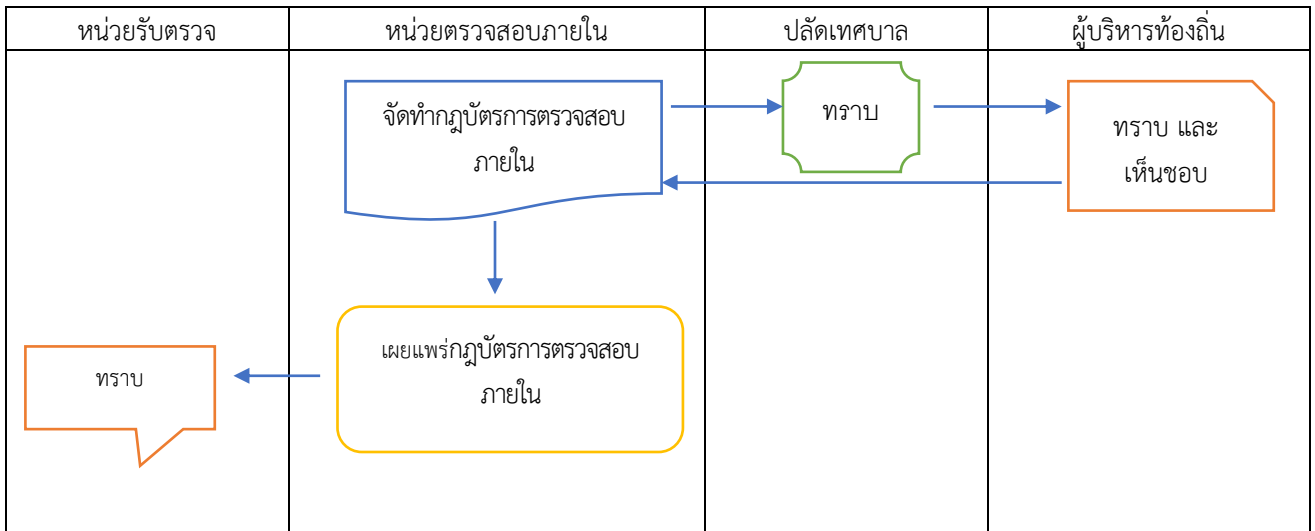 หน่วยรับตรวจ
หน่วยตรวจสอบภายใน
ปลัดเทศบาล
ผู้บริหารท้องถิ่น
จัดทำกฎบัตรการตรวจสอบ
ภายใน
ทราบ
ทราบ และ
เห็นชอบ
เผยแพร่กฎบัตรการตรวจสอบ
ภายใน
ทราบ